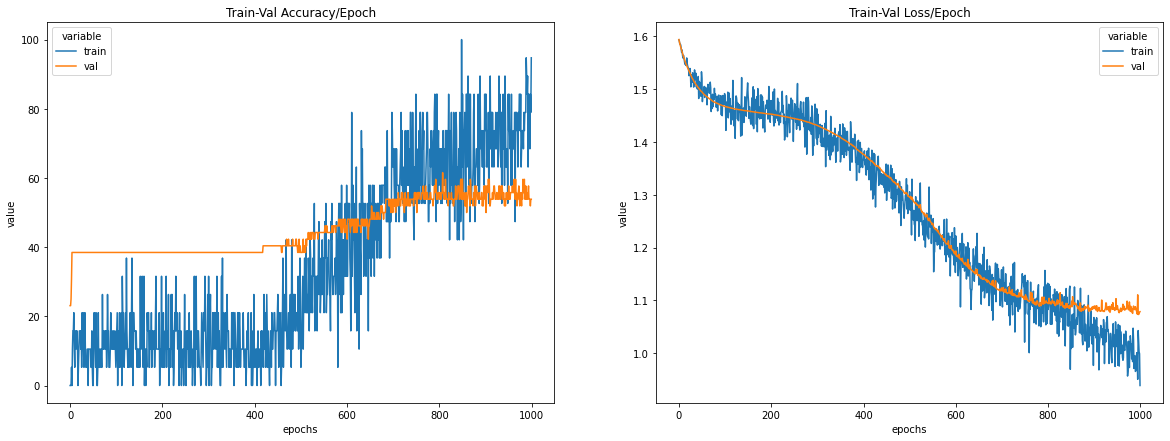 Train-Val Accuracy/Epoch
variable
train
val
value
100
80
60
40
20
0
0
200
400
600
800
1000
epochs
Train-Val Loss/Epoch
variable
train
val
value
1.6
1.5
1.4
1.3
1.2
1.1
1.0
0
200
400
600
800
1000
epochs